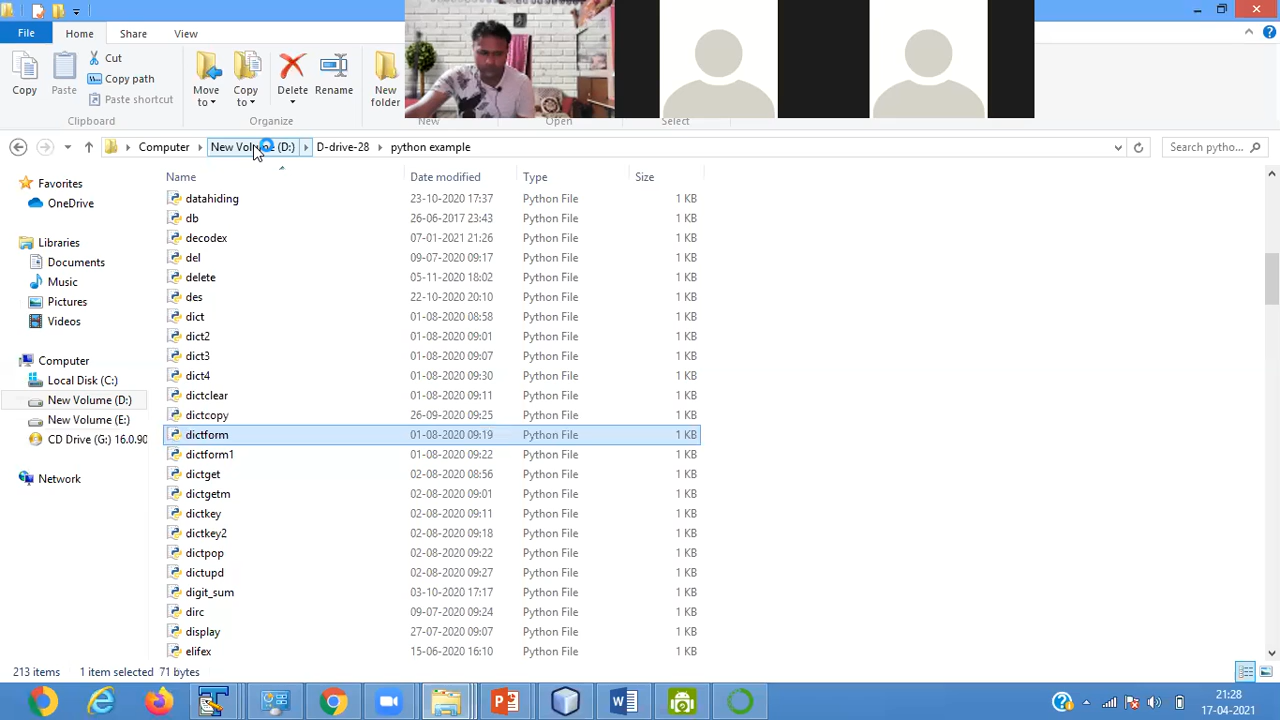 File Home Share View
Copy
Paste
Cut
Copy path
Paste shortcut
Move to
Copy to
Delete
Rename
New folder
Clipboard Organize New Open Select
Computer New Volume (D:) D-drive-28 python example Search pytho...
Name Date modified Type Size
Favorites
OneDrive
Libraries
Documents
Music
Pictures
Videos
Computer
Local Disk (C:)
New Volume (D:)
New Volume (E:)
CD Drive (G:) 16.0.90
Network
datahiding 23-10-2020 17:37 Python File 1 KB
db 26-06-2017 23:43 Python File 1 KB
decodex 07-01-2021 21:26 Python File 1 KB
del 09-07-2020 09:17 Python File 1 KB
delete 05-11-2020 18:02 Python File 1 KB
des 22-10-2020 20:10 Python File 1 KB
dict 01-08-2020 08:58 Python File 1 KB
dict2 01-08-2020 09:01 Python File 1 KB
dict3 01-08-2020 09:07 Python File 1 KB
dict4 01-08-2020 09:30 Python File 1 KB
dictclear 01-08-2020 09:11 Python File 1 KB
dictcopy 26-09-2020 09:25 Python File 1 KB
dictform 01-08-2020 09:19 Python File 1 KB
dictform1 01-08-2020 09:22 Python File 1 KB
dictget 02-08-2020 08:56 Python File 1 KB
dictgetm 02-08-2020 09:01 Python File 1 KB
dictkey 02-08-2020 09:11 Python File 1 KB
dictkey2 02-08-2020 09:18 Python File 1 KB
dictpop 02-08-2020 09:22 Python File 1 KB
dictupd 02-08-2020 09:27 Python File 1 KB
digit_sum 03-10-2020 17:17 Python File 1 KB
dirc 09-07-2020 09:24 Python File 1 KB
display 27-07-2020 09:07 Python File 1 KB
elifex 15-06-2020 16:10 Python File 1 KB
213 items 1 item selected 71 bytes
21:28
17-04-2021